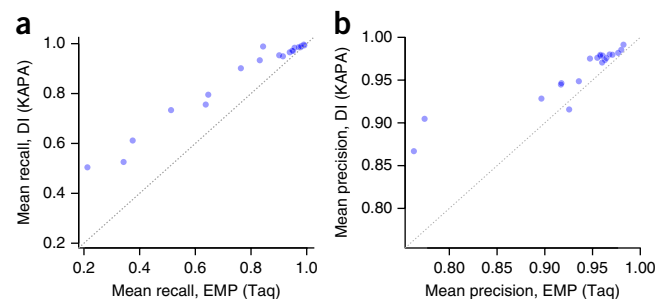 a
Mean recall, DI (KAPA)
1.0
0.8
0.6
0.4
0.2
0.2 0.4 0.6 0.8 1.0
Mean recall, EMP (Taq)
b
Mean precision, DI (KAPA)
1.00
0.95
0.90
0.85
0.80
0.80 0.85 0.90 0.95 1.00
Mean precision, EMP (Taq)